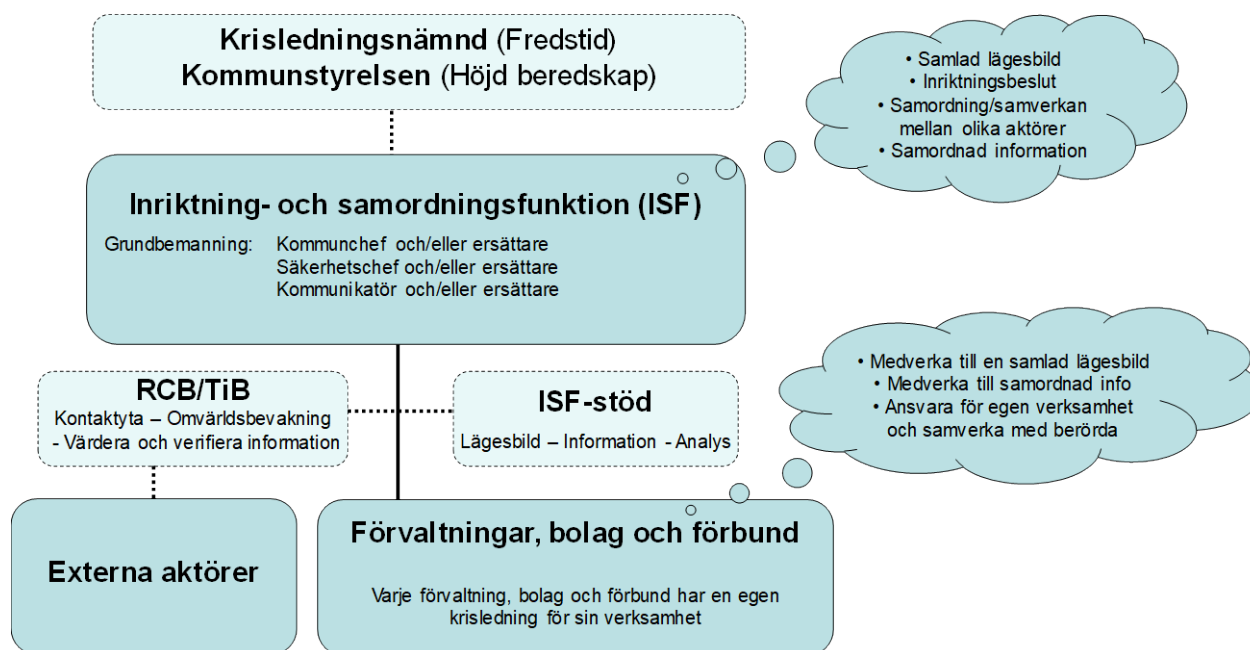 Krisledningsnämnd (Fredstid)
Kommunstyrelsen (Höjd beredskap)
• Samlad lägesbild
• Inriktningsbeslut
• Samordning/samverkan
mellan olika aktörer
• Samordnad information
Inriktning- och samordningsfunktion (ISF)
Grundbemanning: Kommunchef och/eller ersättare
Säkerhetschef och/eller ersättare
Kommunikatör och/eller ersättare
• Medverka till en samlad lägesbild
• Medverka till samordnad info
• Ansvara för egen verksamhet
och samverka med berörda
RCB/TiB
Kontaktyta – Omvärldsbevakning
- Värdera och verifiera information
ISF-stöd
Lägesbild – Information - Analys
Externa aktörer
Förvaltningar, bolag och förbund
Varje förvaltning, bolag och förbund har en egen
krisledning för sin verksamhet